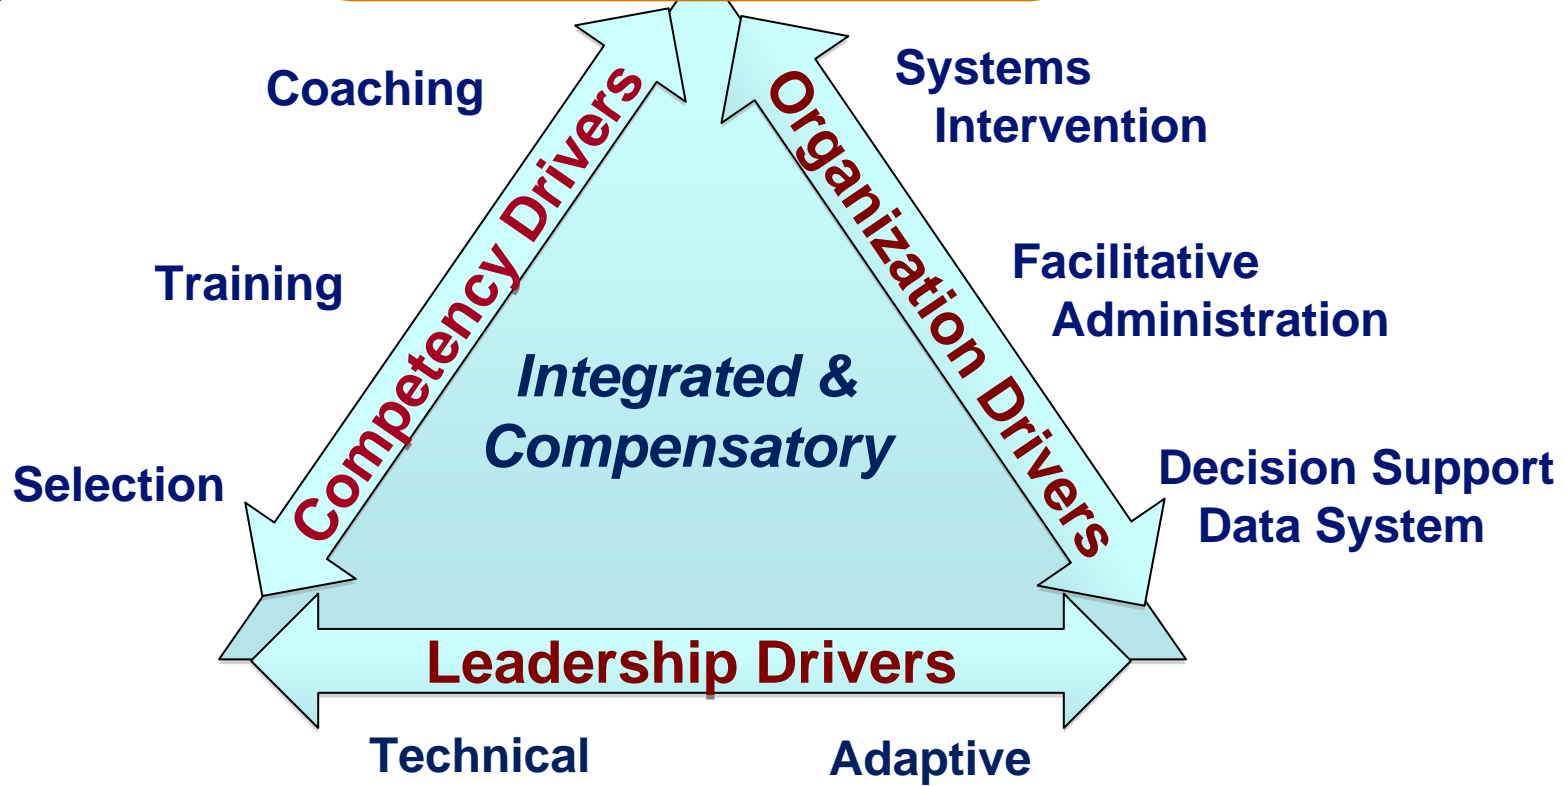 Coaching
Training
Selection
Competency Drivers
Systems
Intervention
Facilitative
Administration
Decision Support
Data System
Organization Drivers
Integrated &
Compensatory
Leadership Drivers
Technical
Adaptive